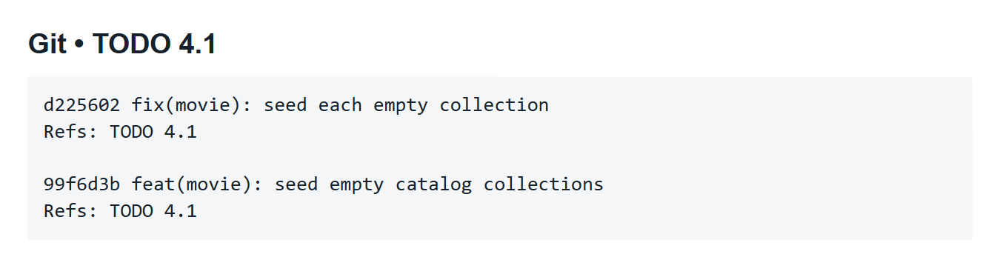 Git • TODO 4.1
d225602 fix(movie): seed each empty collection
Refs: TODO 4.1
99f6d3b feat(movie): seed empty catalog collections
Refs: TODO 4.1